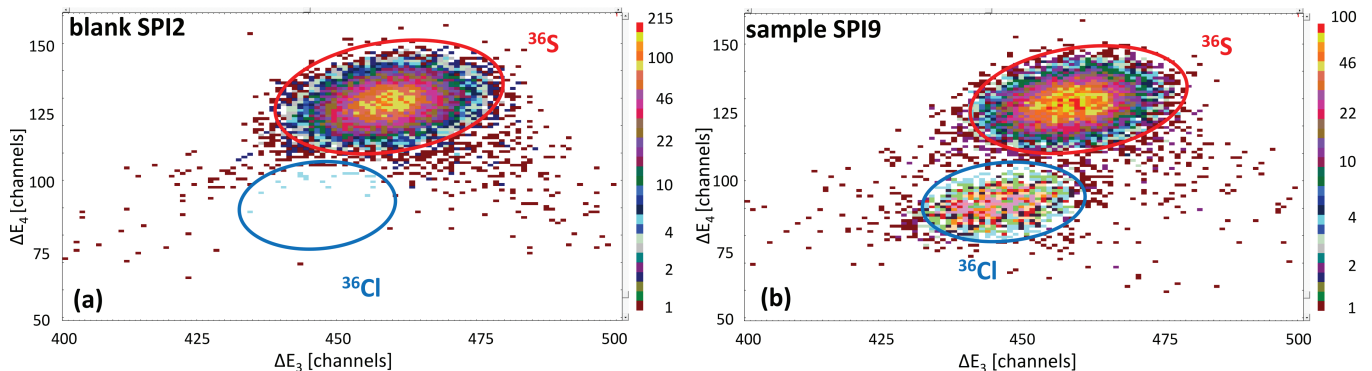 blank SPI2
³⁶S
³⁶Cl
(a)
150
125
100
75
50
400
425
450
475
500
ΔE₄ [channels]
ΔE₃ [channels]
215
100
46
22
10
4
2
1
sample SPI9
³⁶S
³⁶Cl
(b)
150
125
100
75
50
400
425
450
475
500
ΔE₄ [channels]
ΔE₃ [channels]
100
46
22
10
4
2
1